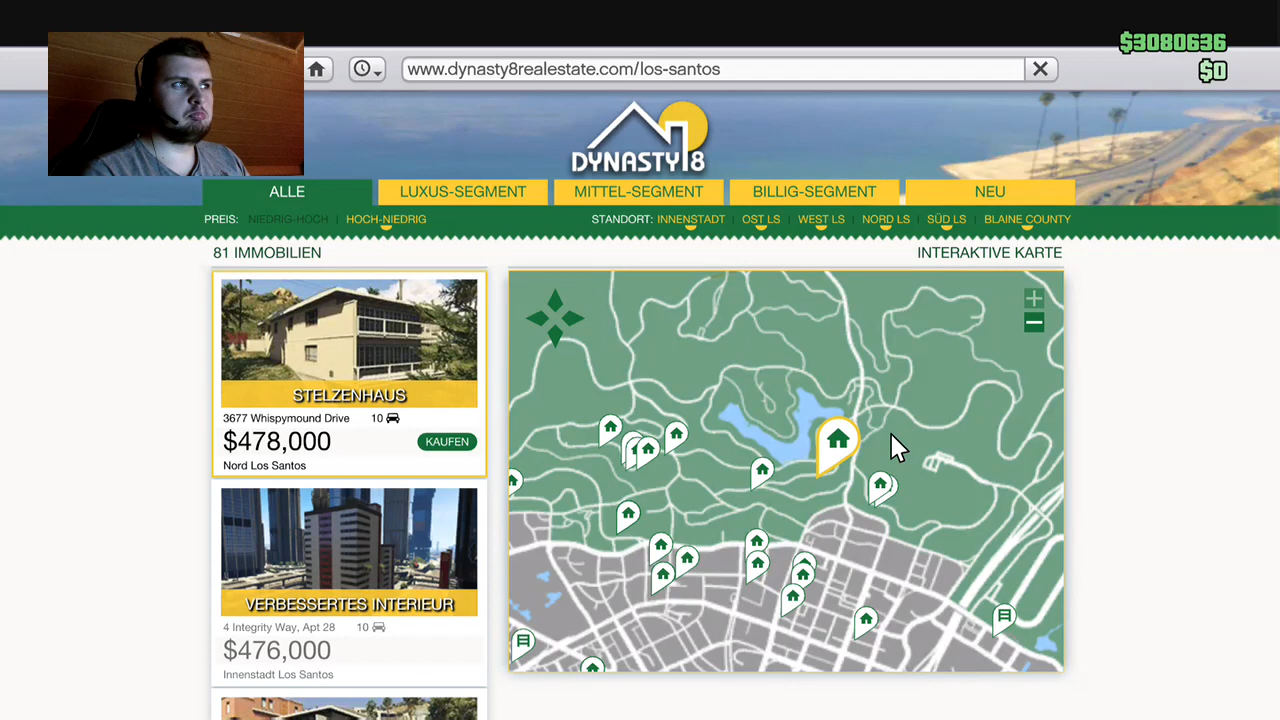 $3080636
$0
www.dynasty8realestate.com/los-santos
DYNASTY 8
ALLE
LUXUS-SEGMENT
MITTEL-SEGMENT
BILLIG-SEGMENT
NEU
PREIS: NIEDRIG-HOCH | HOCH-NIEDRIG
STANDORT: INNENSTADT | OST LS | WEST LS | NORD LS | SÜD LS | BLAINE COUNTY
81 IMMOBILIEN
INTERAKTIVE KARTE
STELZENHAUS
3677 Whispymound Drive 10
$478,000
KAUFEN
Nord Los Santos
VERBESSERTES INTERIEUR
4 Integrity Way, Apt 28 10
$476,000
Innenstadt Los Santos